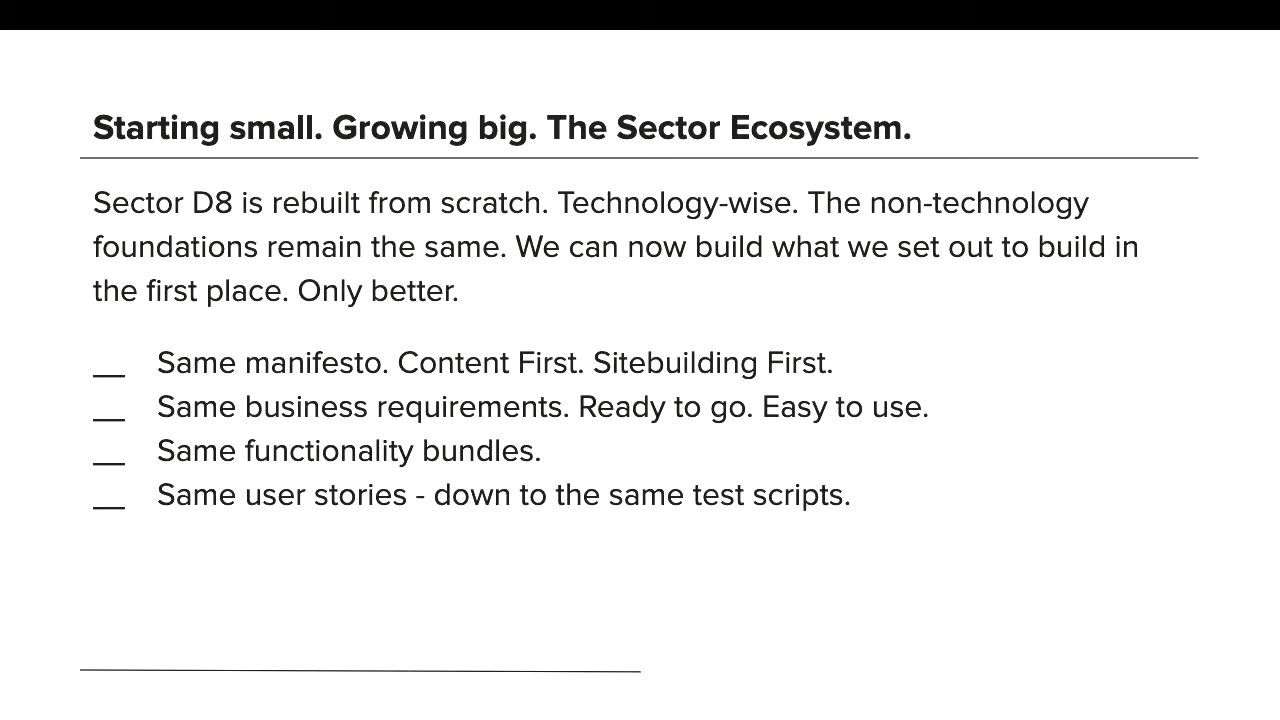 Starting small. Growing big. The Sector Ecosystem.
Sector D8 is rebuilt from scratch. Technology-wise. The non-technology
foundations remain the same. We can now build what we set out to build in
the first place. Only better.
__ Same manifesto. Content First. Sitebuilding First.
__ Same business requirements. Ready to go. Easy to use.
__ Same functionality bundles.
__ Same user stories - down to the same test scripts.